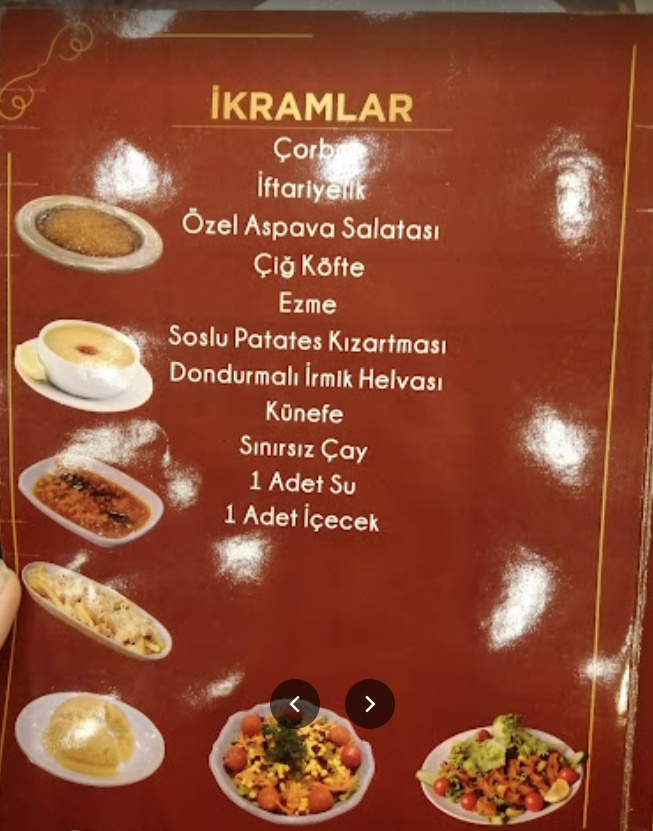 İKRAMLAR
Çorba
İftariyelik
Özel Aspava Salatası
Çiğ Köfte
Ezme
Soslu Patates Kızartması
Dondurmalı İrmik Helvası
Künefe
Sınırsız Çay
1 Adet Su
1 Adet İçecek